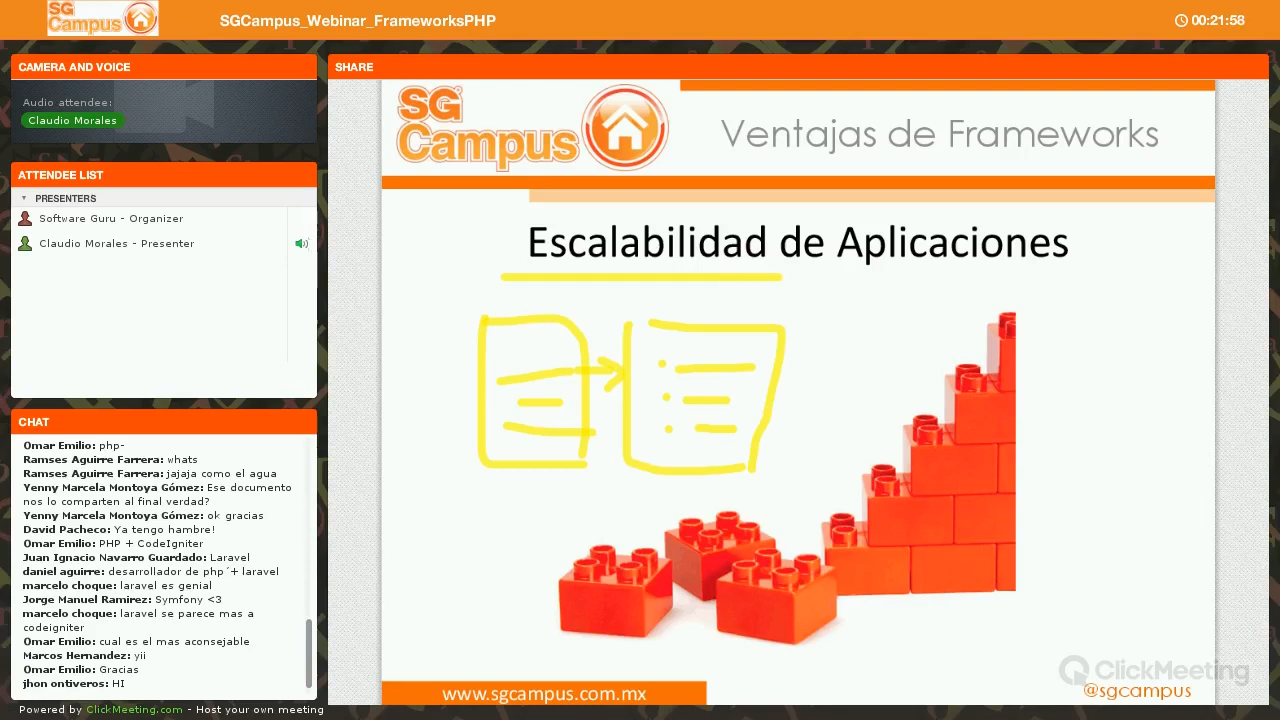 SG Campus
SGCampus_Webinar_FrameworksPHP
00:21:58
CAMERA AND VOICE
Audio attendee:
Claudio Morales
ATTENDEE LIST
PRESENTERS
Software Guru - Organizer
Claudio Morales - Presenter
CHAT
Omar Emilio: php-
Ramses Aguirre Farrera: whats
Ramses Aguirre Farrera: jajaja como el agua
Yenny Marcela Montoya Gómez: Ese documento
nos lo comparten al final verdad?
Yenny Marcela Montoya Gómez: ok gracias
David Pacheco: Ya tengo hambre!
Omar Emilio: PHP + CodeIgniter
Juan Ignacio Navarro Guardado: Laravel
daniel aguirre: desarrollador de php´+ laravel
marcelo choque: laravel es genial
Jorge Manuel Ramirez: Symfony <3
marcelo choque: laravel se parece mas a
codeigniter
Omar Emilio: cual es el mas aconsejable
Marcos Hernandez: yii
Omar Emilio: Gracias
jhon ontiveros: HI
Powered by ClickMeeting.com - Host your own meeting
SHARE
SG
Campus
Ventajas de Frameworks
Escalabilidad de Aplicaciones
ClickMeeting
www.sgcampus.com.mx
@sgcampus